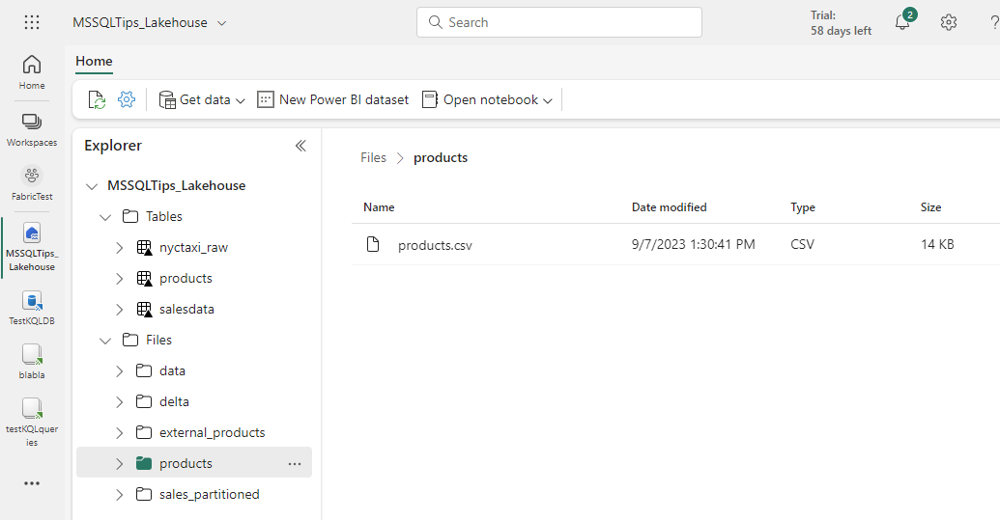 MSSQLTips_Lakehouse
Search
Trial:
58 days left
2
?
Home
Home
Get data
New Power BI dataset
Open notebook
Workspaces
FabricTest
MSSQLTips_
Lakehouse
TestKQLDB
blabla
testKQLquer
ies
Explorer
MSSQLTips_Lakehouse
Tables
nyctaxi_raw
products
salesdata
Files
data
delta
external_products
products
sales_partitioned
Files > products
Name Date modified Type Size
products.csv 9/7/2023 1:30:41 PM CSV 14 KB